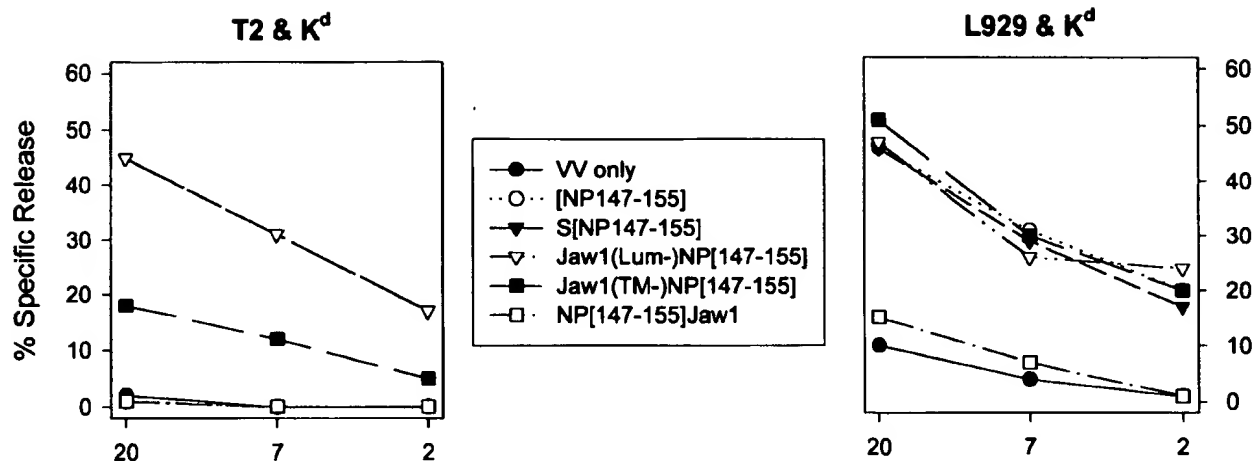 T2 & K^d
% Specific Release
60
50
40
30
20
10
0
20 7 2
VV only
[NP147-155]
S[NP147-155]
Jaw1(Lum-)NP[147-155]
Jaw1(TM-)NP[147-155]
NP[147-155]Jaw1
L929 & K^d
60
50
40
30
20
10
0
20 7 2